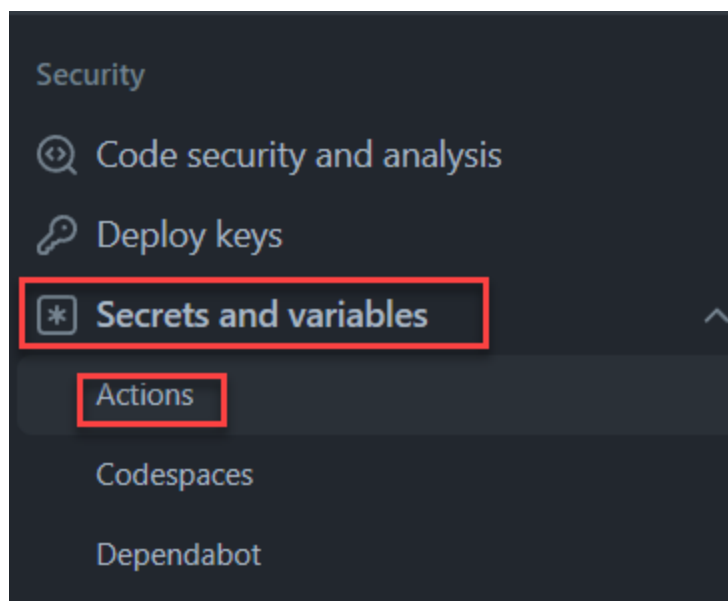 Security
Code security and analysis
Deploy keys
Secrets and variables
Actions
Codespaces
Dependabot